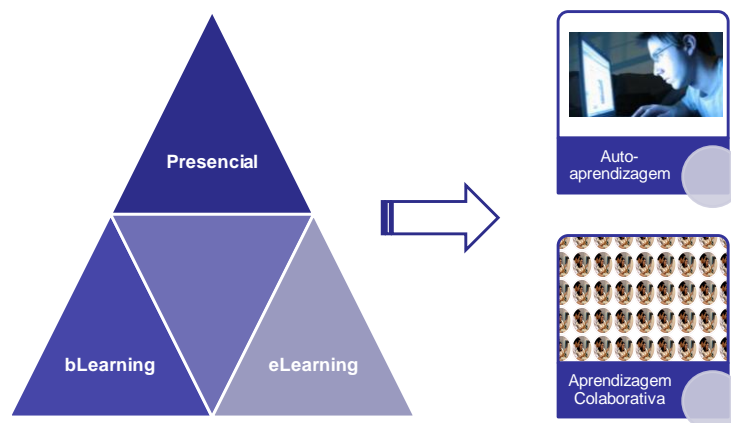 Presencial
bLearning
eLearning
Auto-
aprendizagem
Aprendizagem
Colaborativa